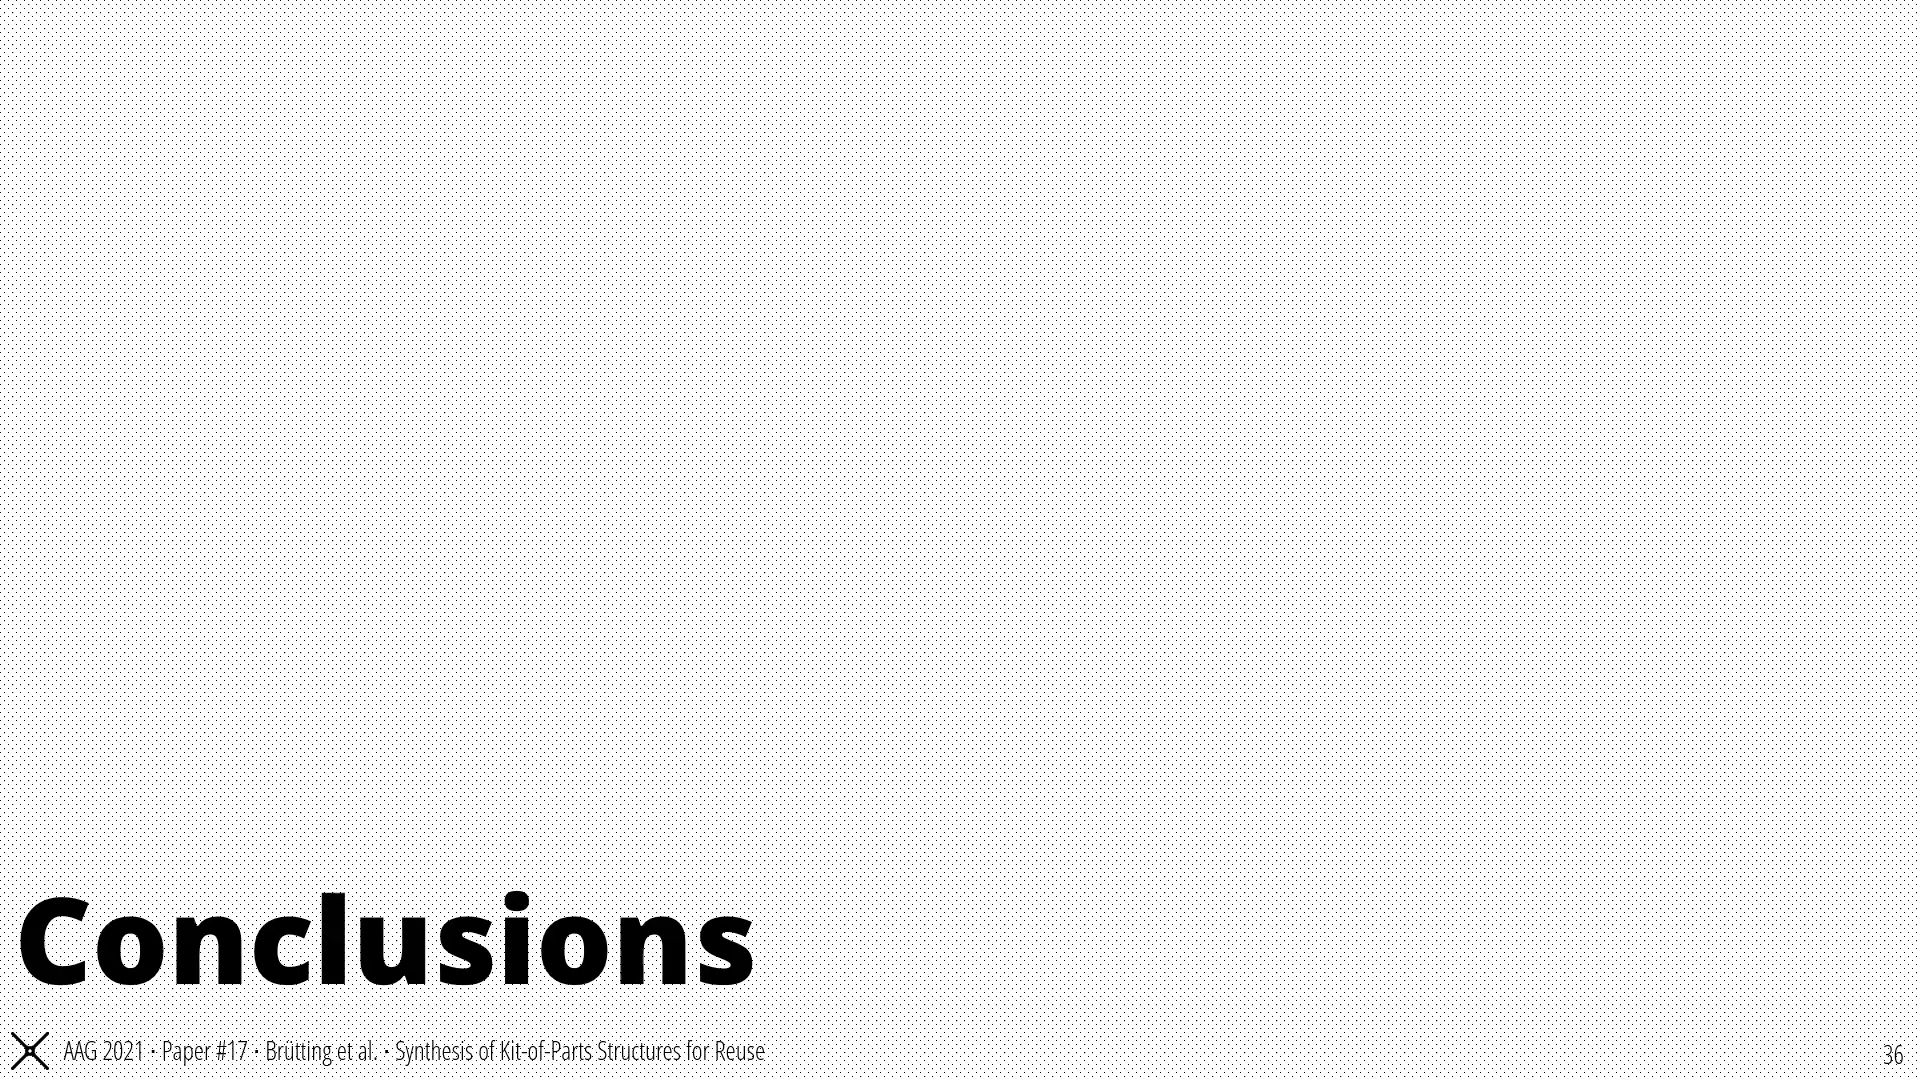 Conclusions
AAG 2021 • Paper #17 • Brütting et al. • Synthesis of Kit-of-Parts Structures for Reuse
36